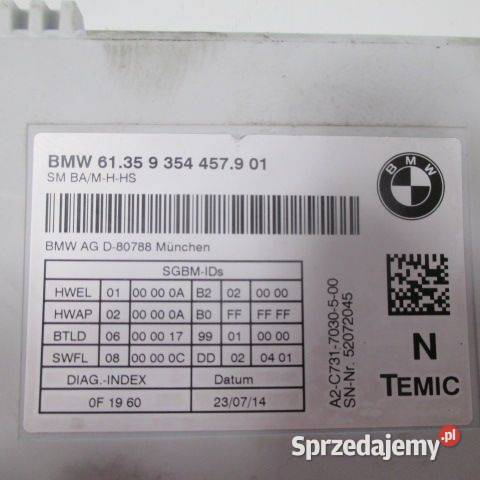 BMW 61.35 9 354 457.9 01
SM BA/M-H-HS
BMW
BMW AG D-80788 München
SGBM-IDs
HWEL 01 00 00 0A B2 02 00 00
HWAP 02 00 00 0A B0 FF FF FF
BTLD 06 00 00 17 99 01 00 00
SWFL 08 00 00 0C DD 02 04 01
DIAG.-INDEX Datum
0F 19 60 23/07/14
A2-C731-7030-5-00
SN-Nr. 52072045
N
TEMIC
Sprzedajemy.pl